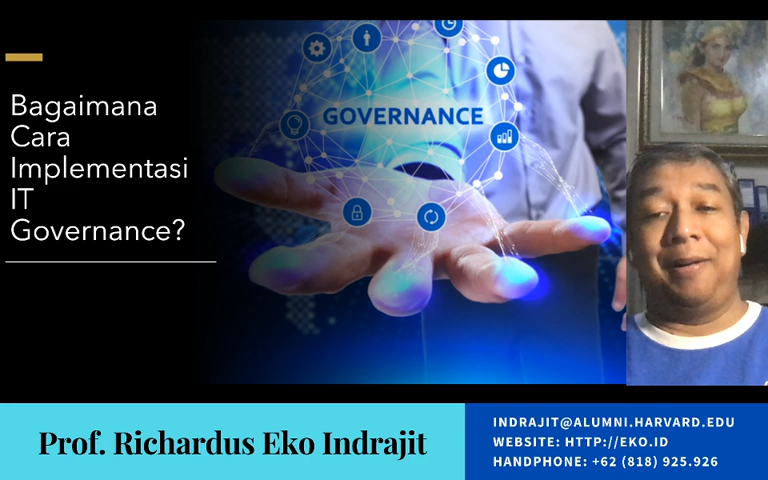 Bagaimana
Cara
Implementasi
IT
Governance?
GOVERNANCE
Prof. Richardus Eko Indrajit
INDRAJIT@ALUMNI.HARVARD.EDU
WEBSITE: HTTP://EKO.ID
HANDPHONE: +62 (818) 925.926